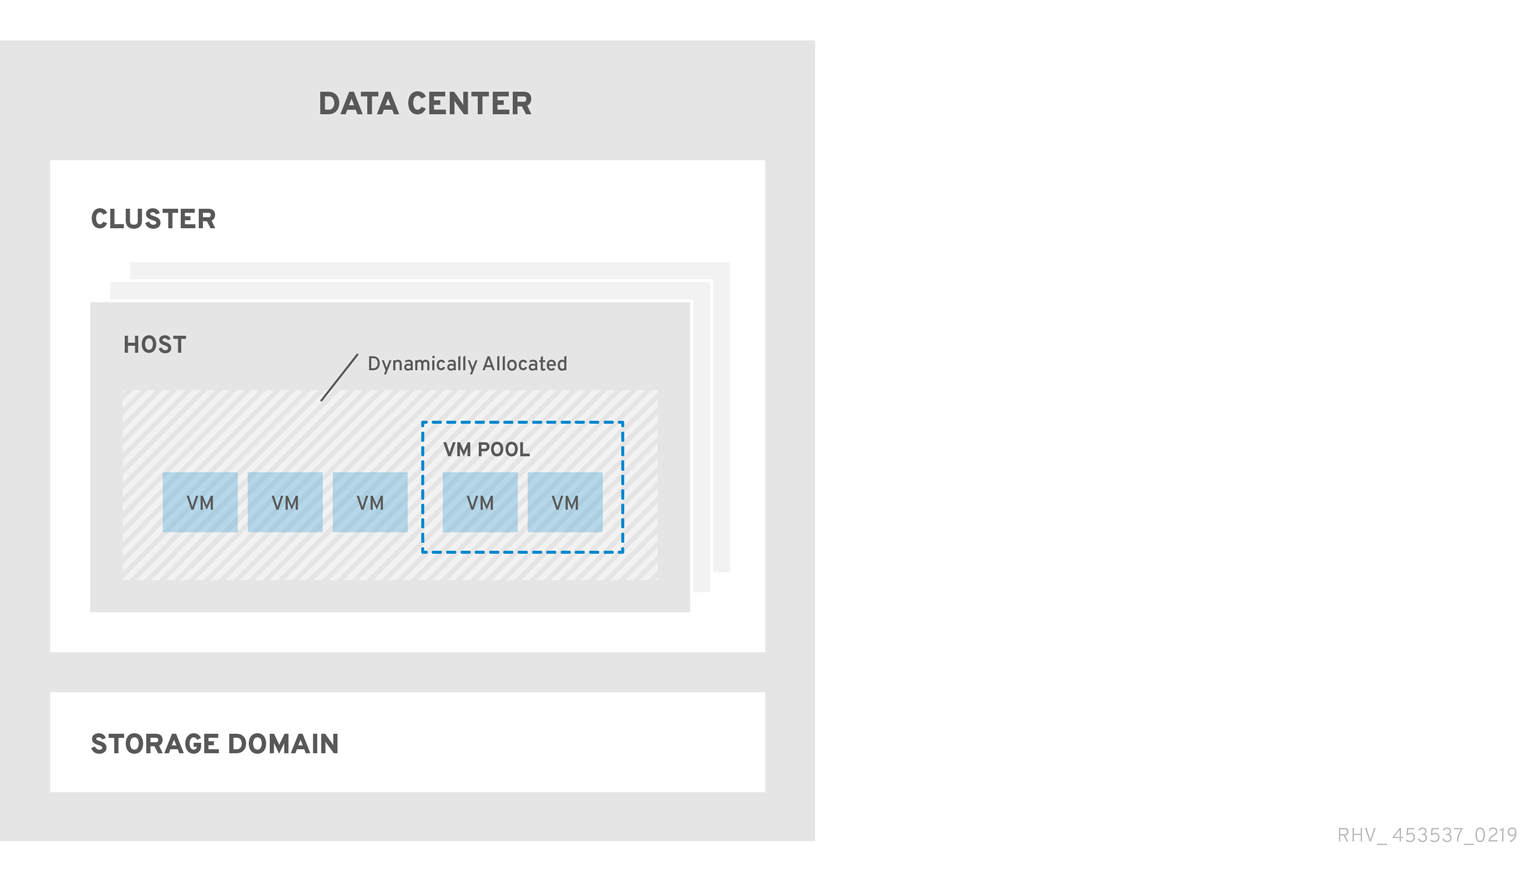 DATA CENTER
CLUSTER
HOST
Dynamically Allocated
VM POOL
VM VM VM VM VM
STORAGE DOMAIN
RHV_ 453537_0219